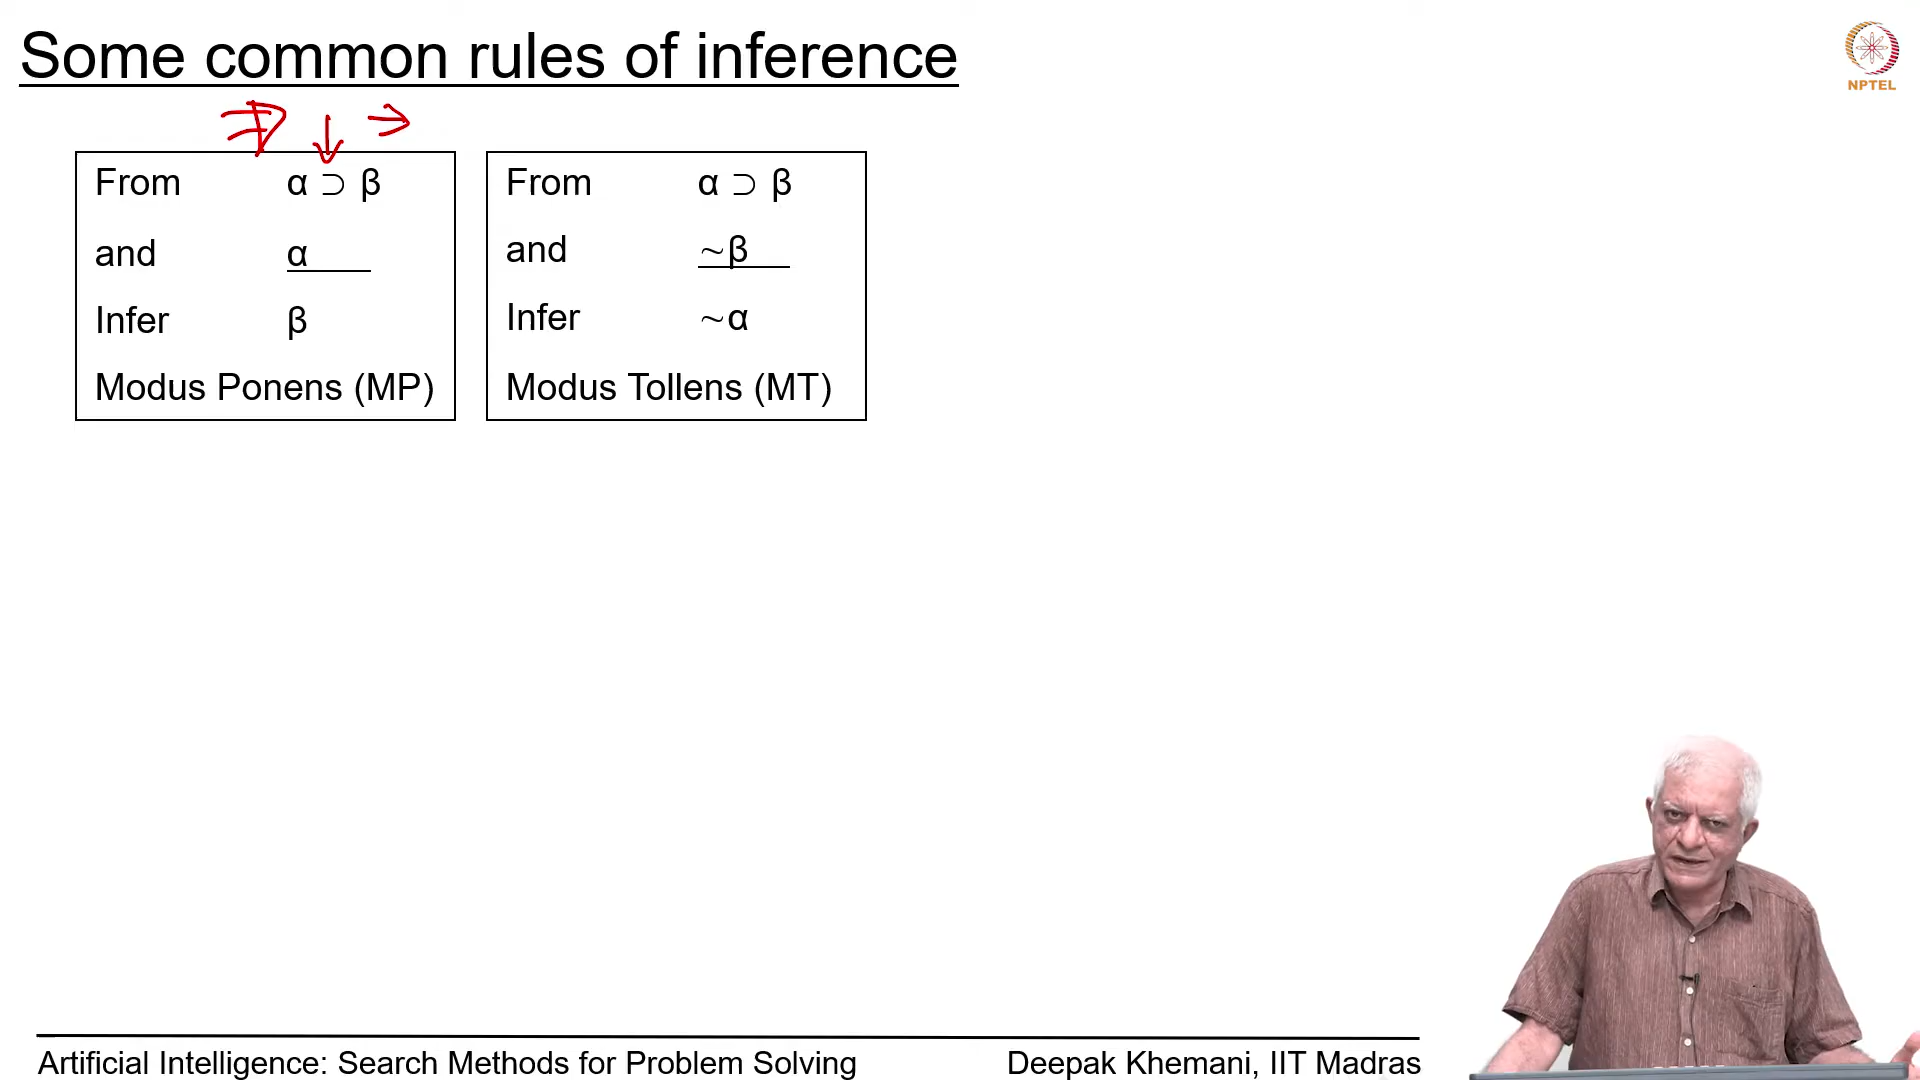 Some common rules of inference
NPTEL
⇒ ↓ →
From α ⊃ β
and α
Infer β
Modus Ponens (MP)
From α ⊃ β
and ~β
Infer ~α
Modus Tollens (MT)
Artificial Intelligence: Search Methods for Problem Solving
Deepak Khemani, IIT Madras